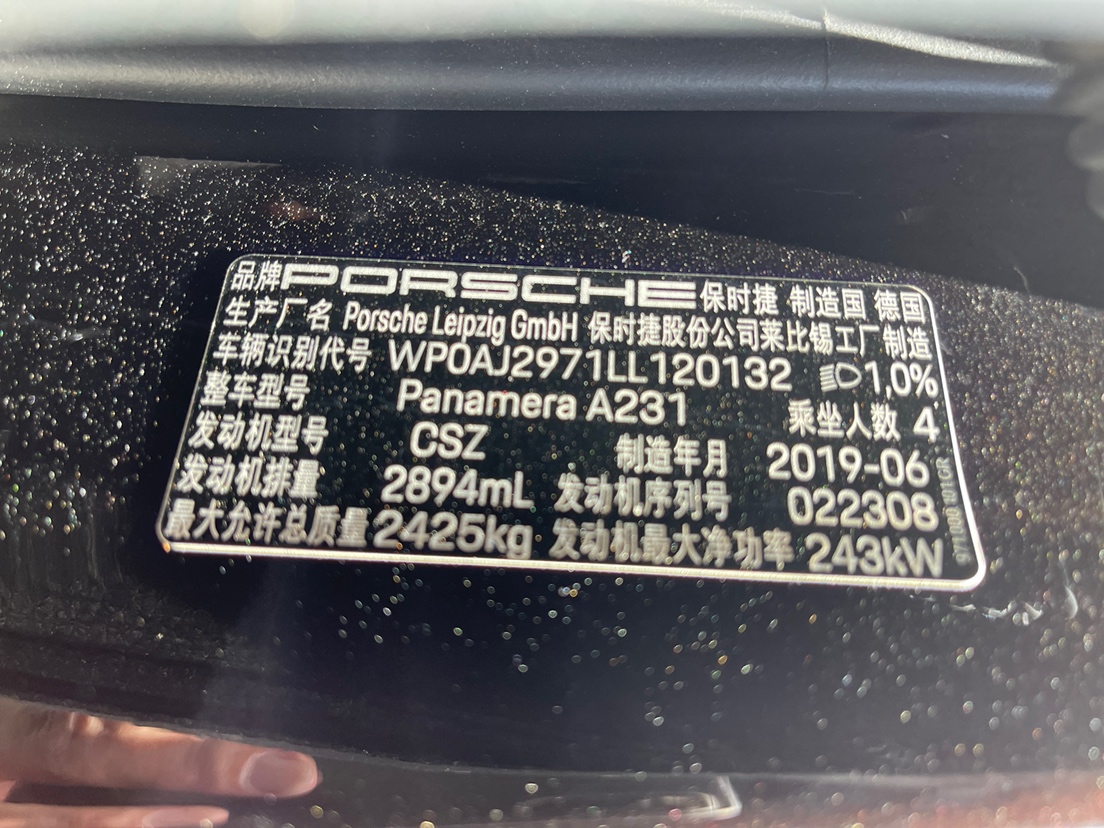 品牌 PORSCHE 保时捷 制造国 德国
生产厂名 Porsche Leipzig GmbH 保时捷股份公司莱比锡工厂制造
车辆识别代号 WP0AJ2971LL120132 1,0%
整车型号 Panamera A231 乘坐人数 4
发动机型号 CSZ 制造年月 2019-06
发动机排量 2894mL 发动机序列号 022308
最大允许总质量 2425kg 发动机最大净功率 243kW